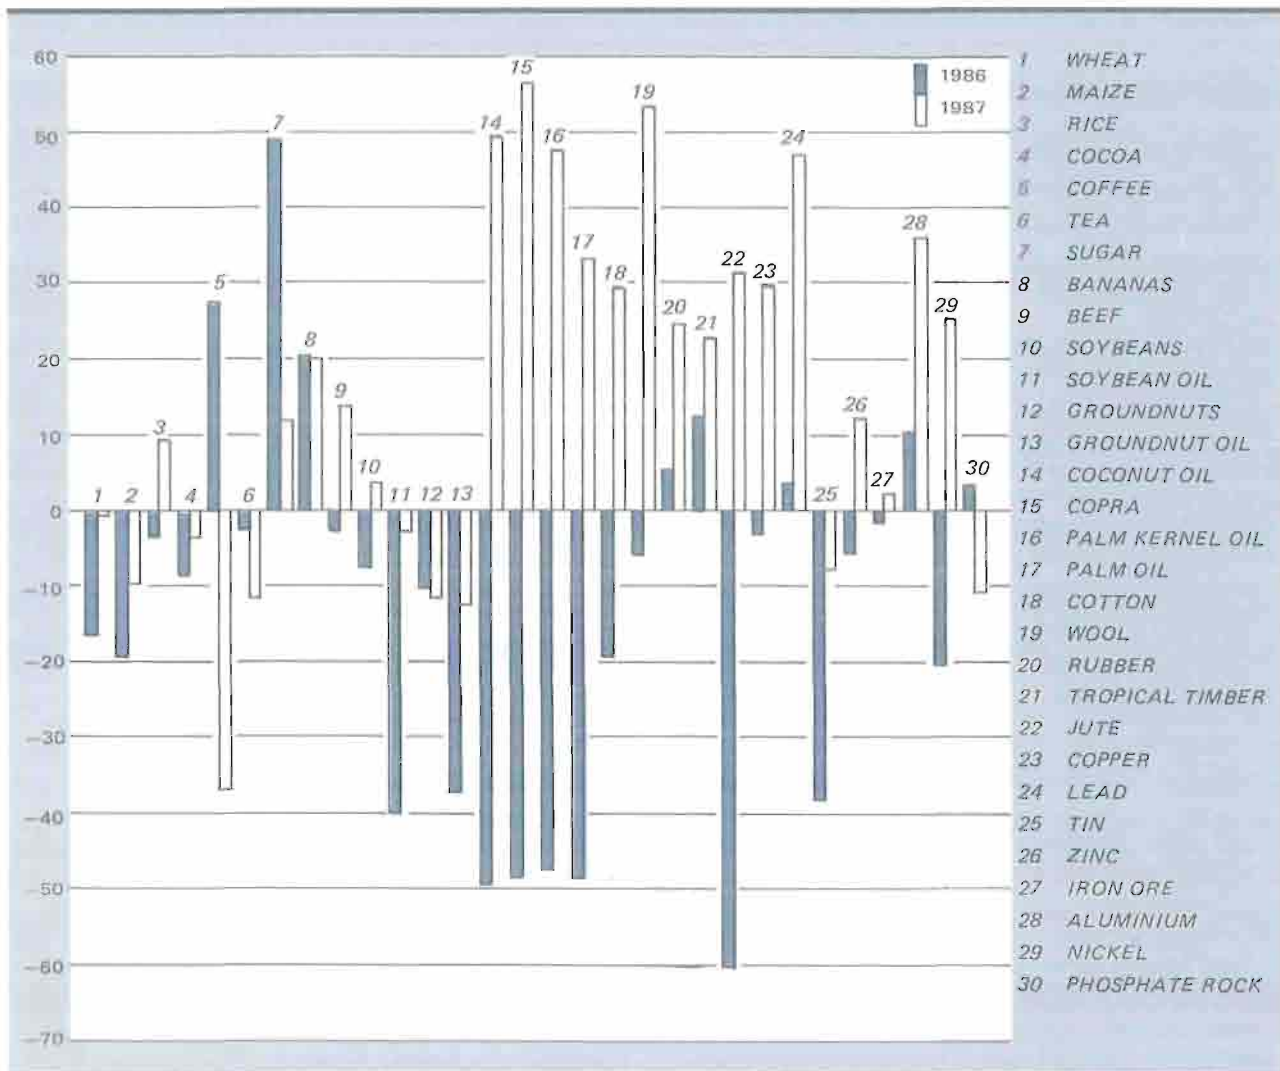 60
50
40
30
20
10
0
-10
-20
-30
-40
-50
-60
-70
1
2
3
4
5
6
7
8
9
10
11
12
13
14
15
16
17
18
19
20
21
22
23
24
25
26
27
28
29
30
1986
1987
1 WHEAT
2 MAIZE
3 RICE
4 COCOA
5 COFFEE
6 TEA
7 SUGAR
8 BANANAS
9 BEEF
10 SOYBEANS
11 SOYBEAN OIL
12 GROUNDNUTS
13 GROUNDNUT OIL
14 COCONUT OIL
15 COPRA
16 PALM KERNEL OIL
17 PALM OIL
18 COTTON
19 WOOL
20 RUBBER
21 TROPICAL TIMBER
22 JUTE
23 COPPER
24 LEAD
25 TIN
26 ZINC
27 IRON ORE
28 ALUMINIUM
29 NICKEL
30 PHOSPHATE ROCK